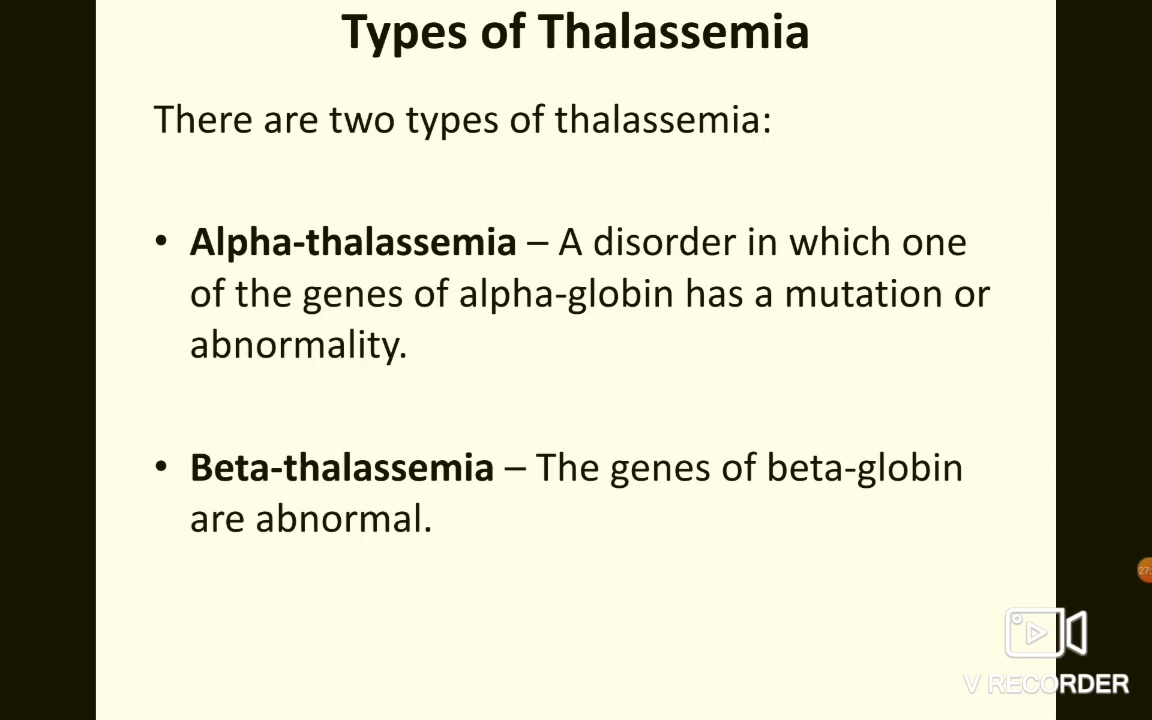 Types of Thalassemia
There are two types of thalassemia:
• Alpha-thalassemia – A disorder in which one
of the genes of alpha-globin has a mutation or
abnormality.
• Beta-thalassemia – The genes of beta-globin
are abnormal.
V RECORDER